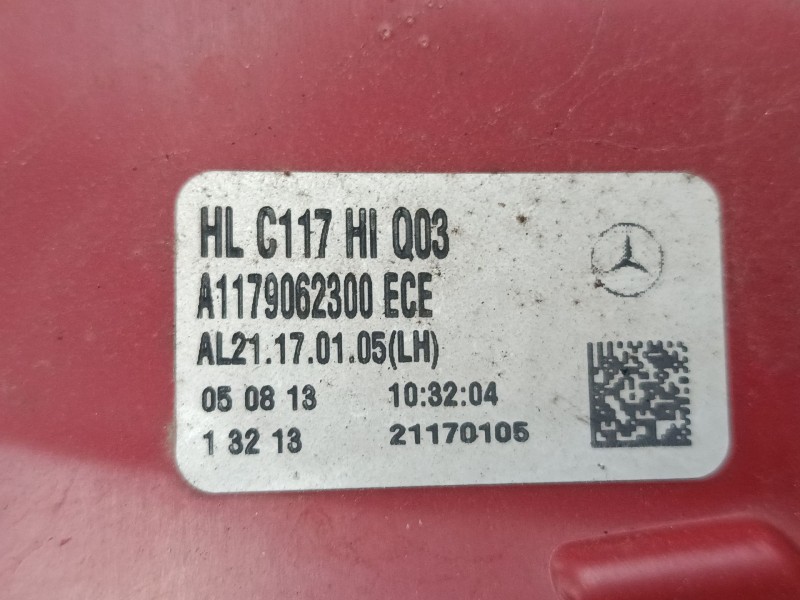 HL C117 HI Q03
A1179062300 ECE
AL21.17.01.05(LH)
05 08 13 10:32:04
1 32 13 21170105